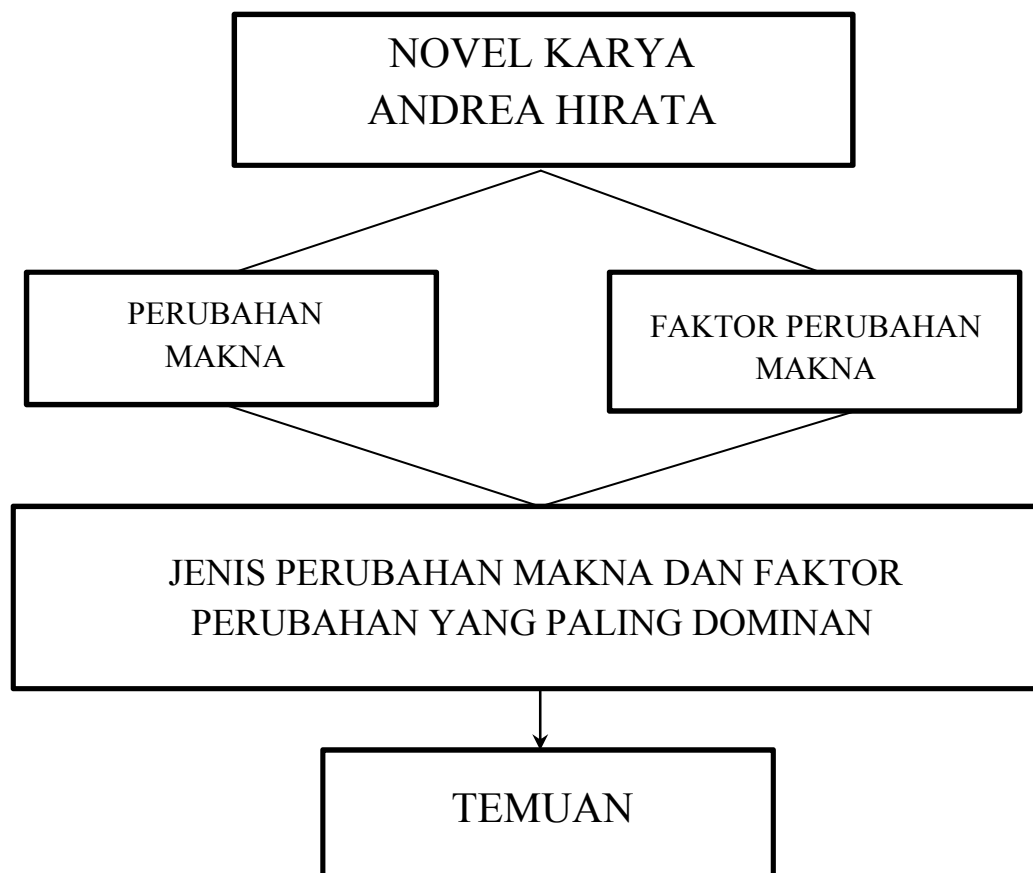 NOVEL KARYA
ANDREA HIRATA
PERUBAHAN
MAKNA
FAKTOR PERUBAHAN
MAKNA
JENIS PERUBAHAN MAKNA DAN FAKTOR
PERUBAHAN YANG PALING DOMINAN
TEMUAN